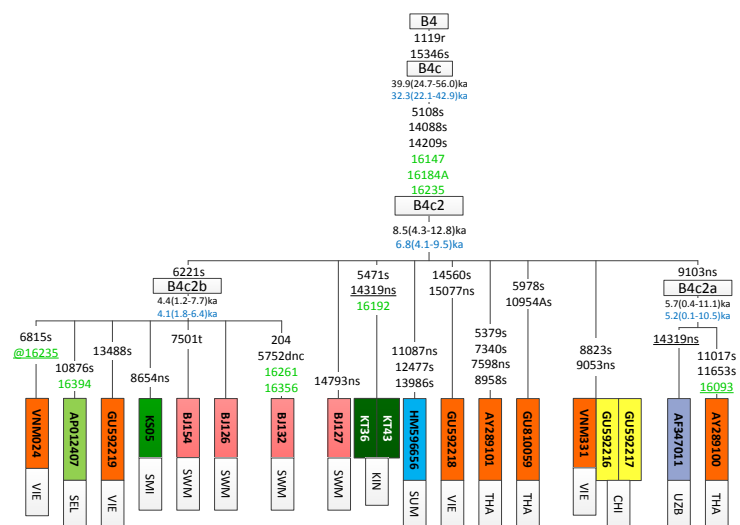 B4
1119r
15346s
B4c
39.9(24.7-56.0)ka
32.3(22.1-42.9)ka
5108s
14088s
14209s
16147
16184A
16235
B4c2
8.5(4.3-12.8)ka
6.8(4.1-9.5)ka
6221s
B4c2b
4.4(1.2-7.7)ka
4.1(1.8-6.4)ka
6815s
@16235
VNM024
VIE
10876s
16394
AP012407
SEL
13488s
GU592219
VIE
8654ns
KS05
SMI
7501t
BJ154
SWM
BJ126
SWM
204
5752dnc
16261
16356
BJ132
SWM
14793ns
BJ127
SWM
5471s
14319ns
16192
KT36
KT43
KIN
11087ns
12477s
13986s
HM596656
SUM
14560s
15077ns
GU592218
VIE
5379s
7340s
7598ns
8958s
AY289101
THA
5978s
10954As
GU810059
THA
8823s
9053ns
VNM331
VIE
GU592216
GU592217
CHI
9103ns
B4c2a
5.7(0.4-11.1)ka
5.2(0.1-10.5)ka
14319ns
AF347011
UZB
11017s
11653s
16093
AY289100
THA